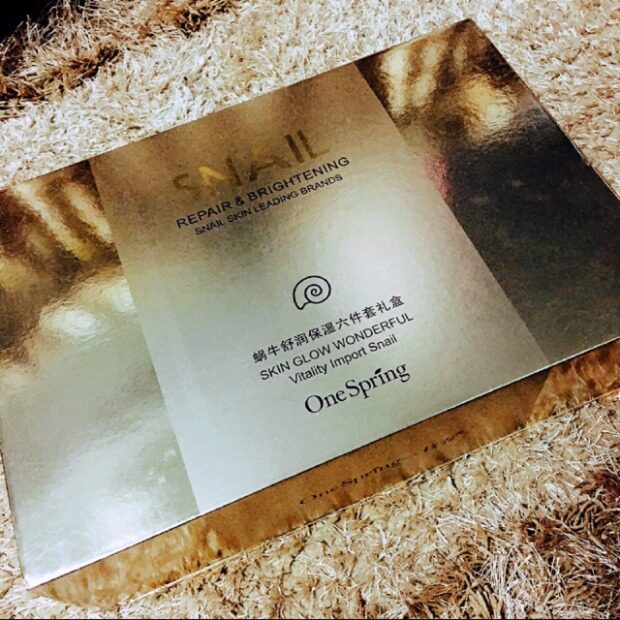 SNAIL
REPAIR & BRIGHTENING
SNAIL SKIN LEADING BRANDS
蜗牛舒润保湿六件套礼盒
SKIN GLOW WONDERFUL
Vitality Import Snail
OneSpring
OneSpring